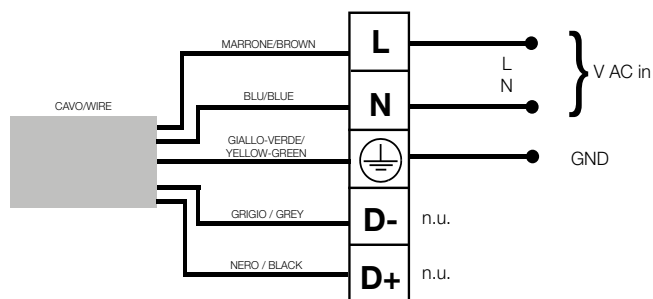 MARRONE/BROWN
L
L
N
V AC in
BLU/BLUE
N
CAVO/WIRE
GIALLO-VERDE/
YELLOW-GREEN
GND
GRIGIO / GREY
D-
n.u.
NERO / BLACK
D+
n.u.